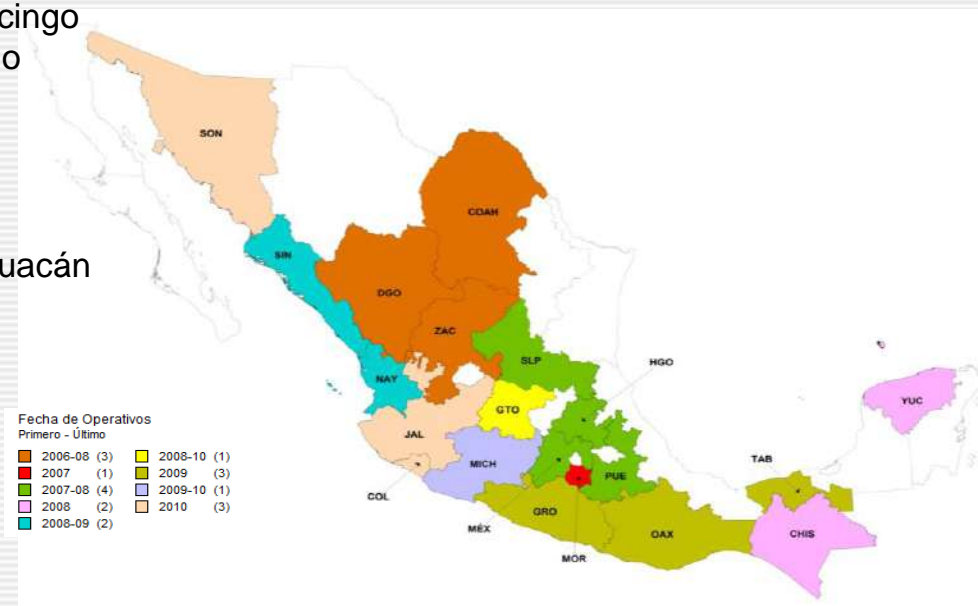 cingo
o
uacán
SON
COAH
SIN
DGO
ZAC
SLP
HGO
NAY
GTO
YUC
JAL
MICH
PUE
TAB
COL
GRO
MÉX
OAX
CHIS
MOR
Fecha de Operativos
Primero - Último
2006-08 (3) 2008-10 (1)
2007 (1) 2009 (3)
2007-08 (4) 2009-10 (1)
2008 (2) 2010 (3)
2008-09 (2)